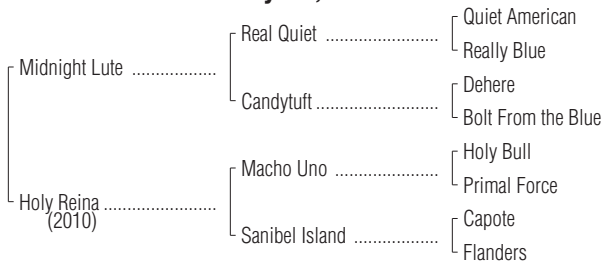 Quiet American
Real Quiet ....................
Really Blue
Midnight Lute ..................
Dehere
Candytuft.........................
Bolt From the Blue
Holy Bull
Macho Uno .....................
Primal Force
Holy Reina .......................
(2010)
Capote
Sanibel Island .................
Flanders